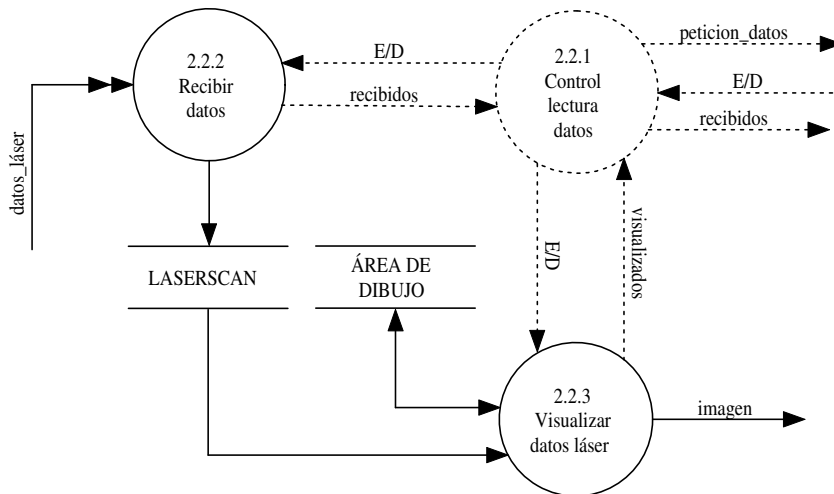 2.2.2
Recibir
datos
E/D
recibidos
2.2.1
Control
lectura
datos
peticion_datos
E/D
recibidos
datos_láser
LASERSCAN
ÁREA DE
DIBUJO
E/D
visualizados
2.2.3
Visualizar
datos láser
imagen